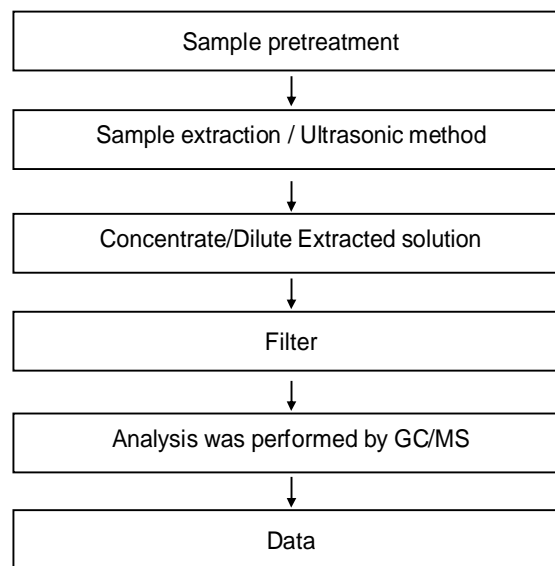 Sample pretreatment
Sample extraction / Ultrasonic method
Concentrate/Dilute Extracted solution
Filter
Analysis was performed by GC/MS
Data